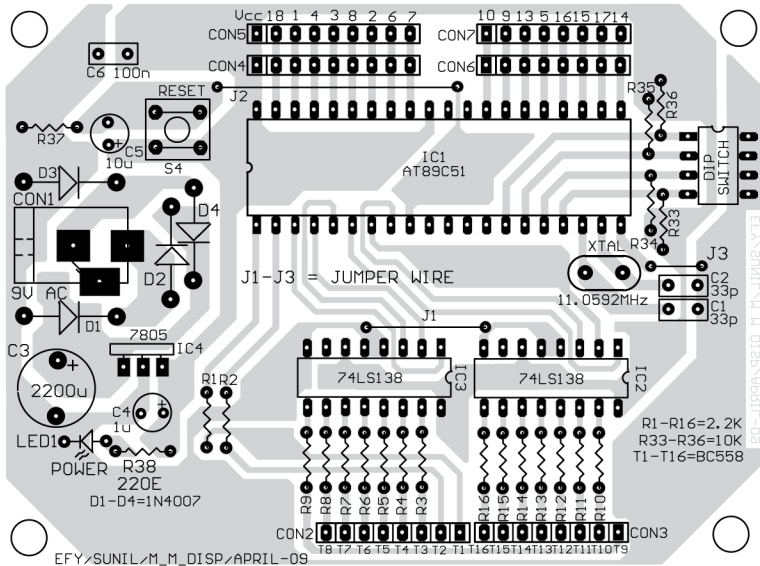 Vcc 18 1 4 3 8 2 6 7
10 9 13 5 16 15 17 14
CON5
CON7
CON4
CON6
C6 100n
RESET
J2
R35
R36
R37
C5
10u
S4
IC1
AT89C51
DIP
SWITCH
D3
CON1
D4
R33
R34
XTAL
J3
D2
J1-J3 = JUMPER WIRE
9V AC
C2
33p
11.0592MHz
C1
33p
D1
J1
7805
IC4
C3
2200u
74LS138
IC3
74LS138
IC2
R1 R2
C4
1u
LED1
POWER
R38
220E
D1-D4=1N4007
R1-R16=2.2K
R33-R36=10K
T1-T16=BC558
R9 R8 R7 R6 R5 R4 R3
R16 R15 R14 R13 R12 R11 R10
CON2
CON3
T8 T7 T6 T5 T4 T3 T2 T1 T16 T15 T14 T13 T12 T11 T10 T9
EFY/SUNIL/M_M_DISP/APRIL-09
EFY/SUNIL/M M DISP/APRIL-09